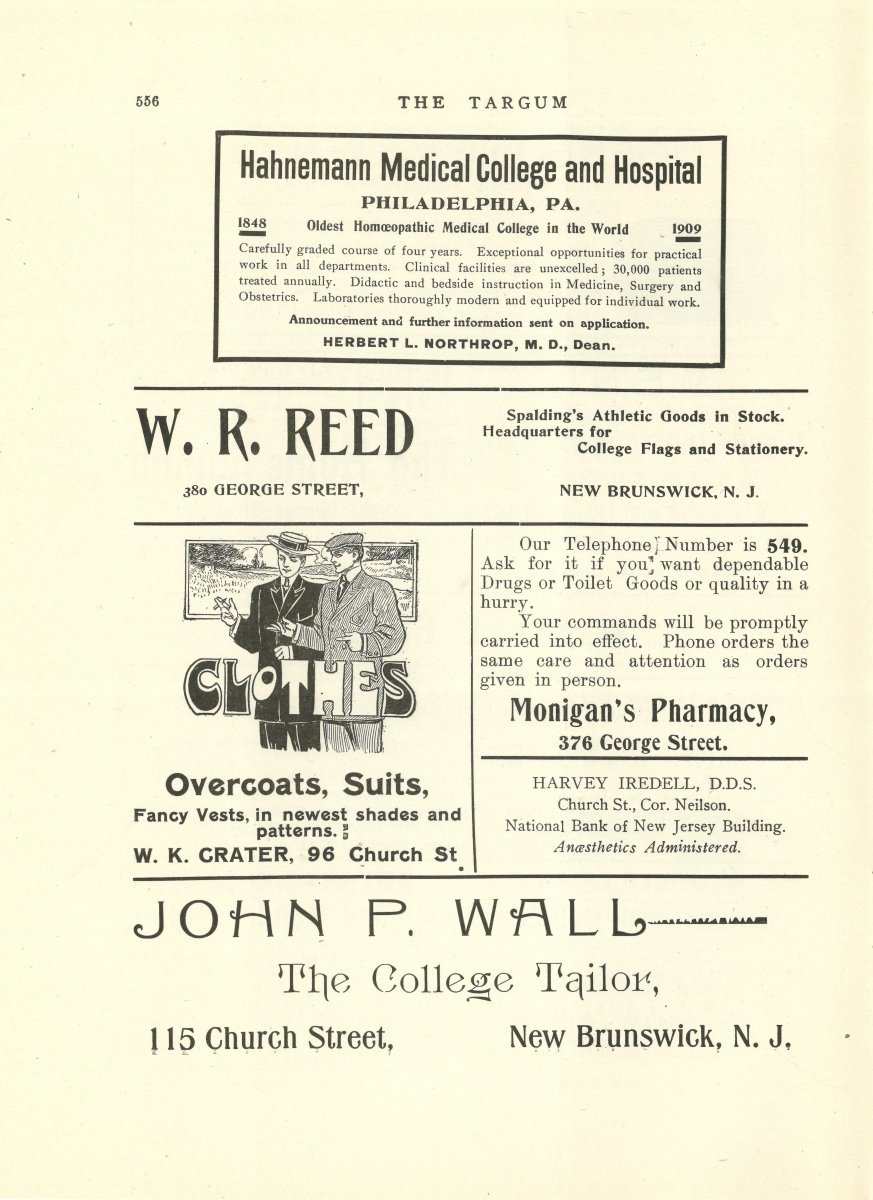 556
THE TARGUM
Hahnemann Medical College and Hospital
PHILADELPHIA, PA.
1848 Oldest Homœopathic Medical College in the World 1909
Carefully graded course of four years. Exceptional opportunities for practical
work in all departments. Clinical facilities are unexcelled; 30,000 patients
treated annually. Didactic and bedside instruction in Medicine, Surgery and
Obstetrics. Laboratories thoroughly modern and equipped for individual work.
Announcement and further information sent on application.
HERBERT L. NORTHROP, M. D., Dean.
W. R. REED
380 GEORGE STREET,
Spalding's Athletic Goods in Stock.
Headquarters for
College Flags and Stationery.
NEW BRUNSWICK, N. J.
CLOTHES
Overcoats, Suits,
Fancy Vests, in newest shades and
patterns.
W. K. CRATER, 96 Church St.
Our Telephone Number is 549.
Ask for it if you want dependable
Drugs or Toilet Goods or quality in a
hurry.
Your commands will be promptly
carried into effect. Phone orders the
same care and attention as orders
given in person.
Monigan's Pharmacy,
376 George Street.
HARVEY IREDELL, D.D.S.
Church St., Cor. Neilson.
National Bank of New Jersey Building.
Anæsthetics Administered.
JOHN P. WALL
The College Tailor,
115 Church Street, New Brunswick, N. J,